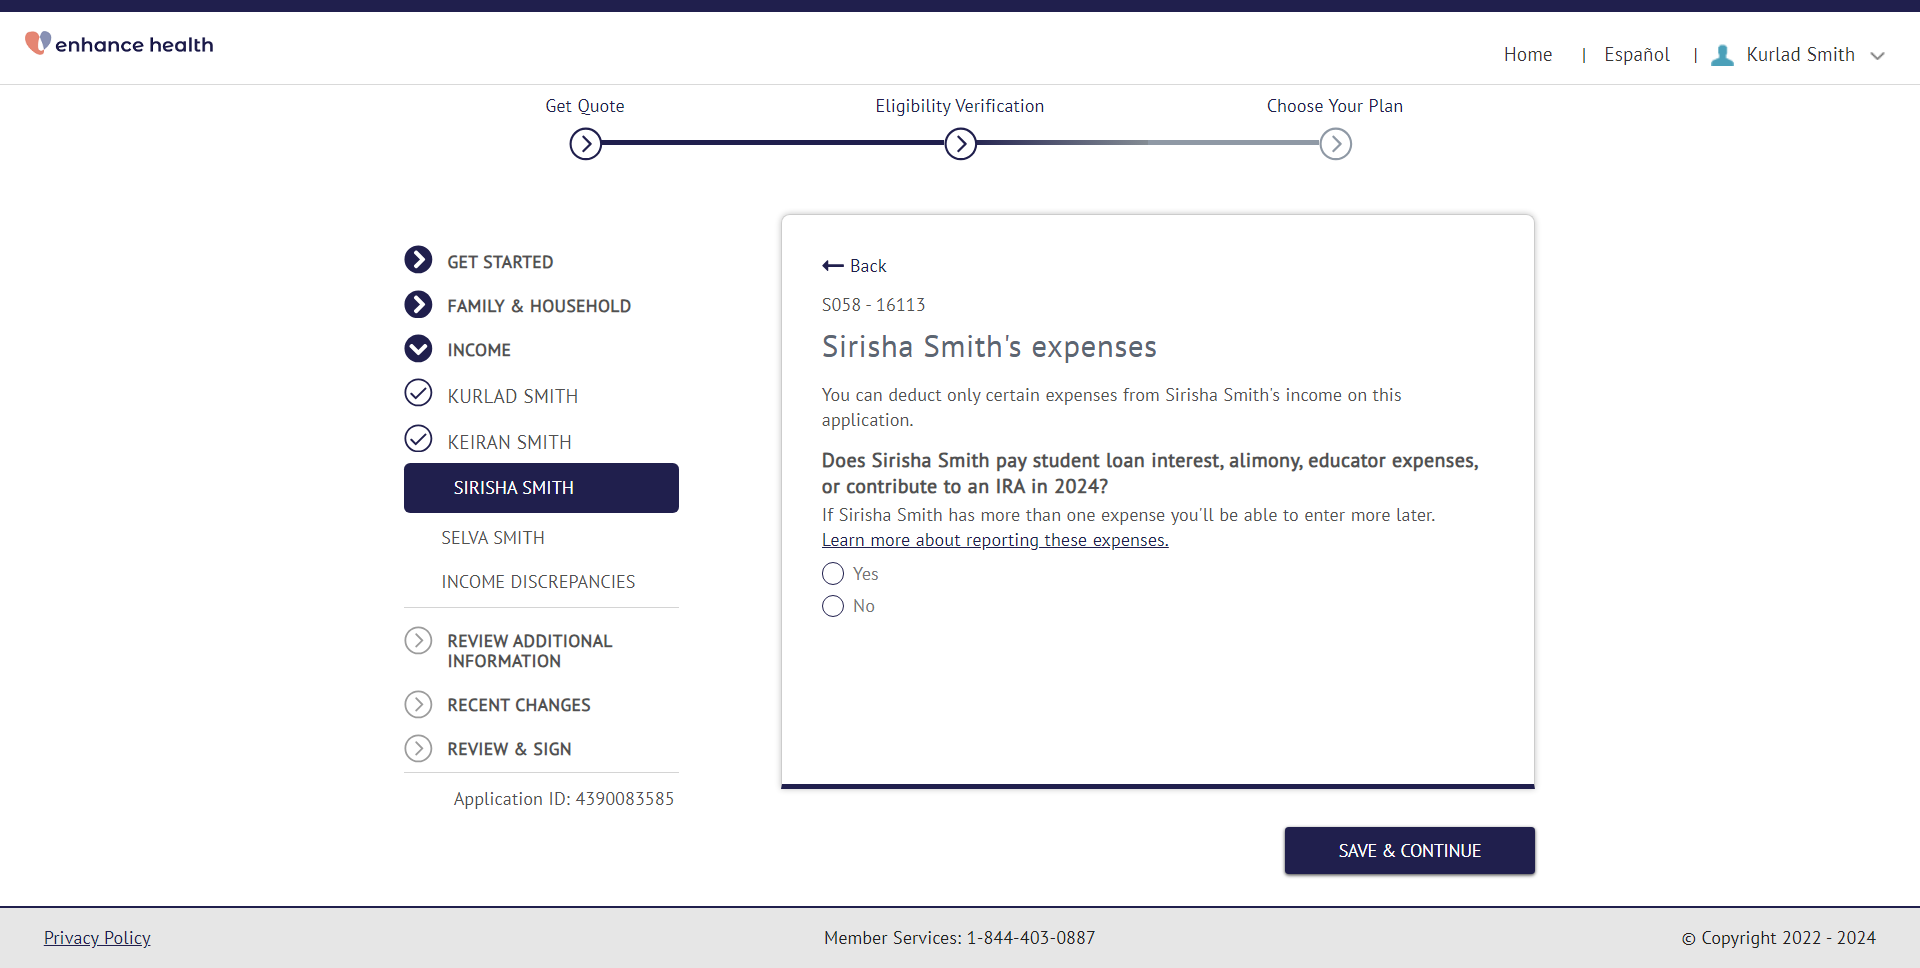 enhance health
Home | Español | Kurlad Smith
Get Quote
Eligibility Verification
Choose Your Plan
GET STARTED
FAMILY & HOUSEHOLD
INCOME
KURLAD SMITH
KEIRAN SMITH
SIRISHA SMITH
SELVA SMITH
INCOME DISCREPANCIES
REVIEW ADDITIONAL
INFORMATION
RECENT CHANGES
REVIEW & SIGN
Application ID: 4390083585
Back
S058 - 16113
Sirisha Smith's expenses
You can deduct only certain expenses from Sirisha Smith's income on this
application.
Does Sirisha Smith pay student loan interest, alimony, educator expenses,
or contribute to an IRA in 2024?
If Sirisha Smith has more than one expense you'll be able to enter more later.
Learn more about reporting these expenses.
Yes
No
SAVE & CONTINUE
Privacy Policy
Member Services: 1-844-403-0887
© Copyright 2022 - 2024